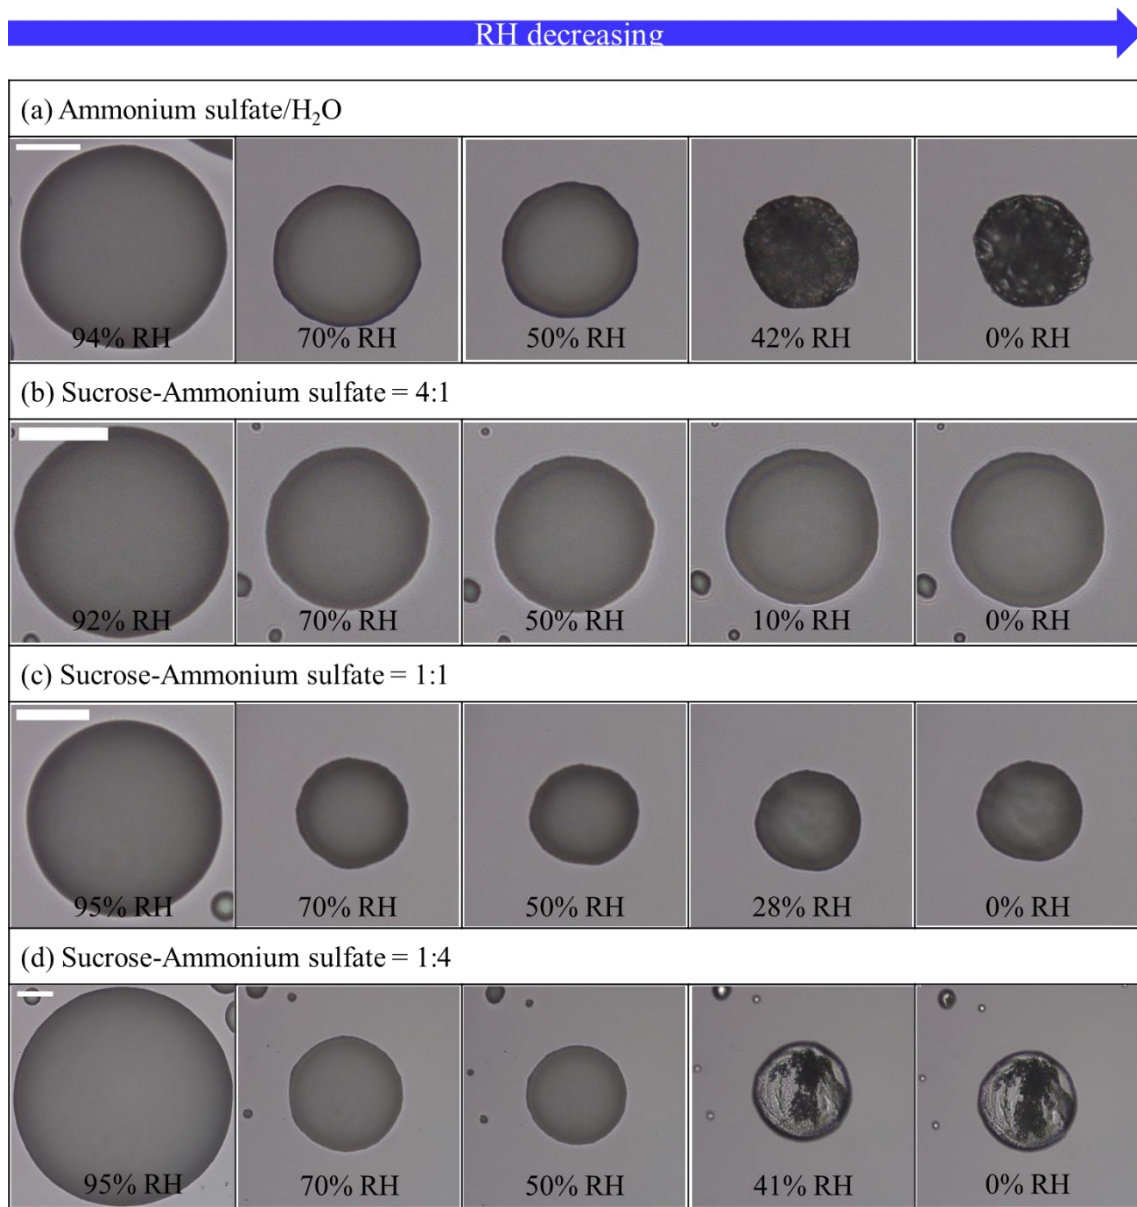 RH decreasing
(a) Ammonium sulfate/H₂O
94% RH 70% RH 50% RH 42% RH 0% RH
(b) Sucrose-Ammonium sulfate = 4:1
92% RH 70% RH 50% RH 10% RH 0% RH
(c) Sucrose-Ammonium sulfate = 1:1
95% RH 70% RH 50% RH 28% RH 0% RH
(d) Sucrose-Ammonium sulfate = 1:4
95% RH 70% RH 50% RH 41% RH 0% RH